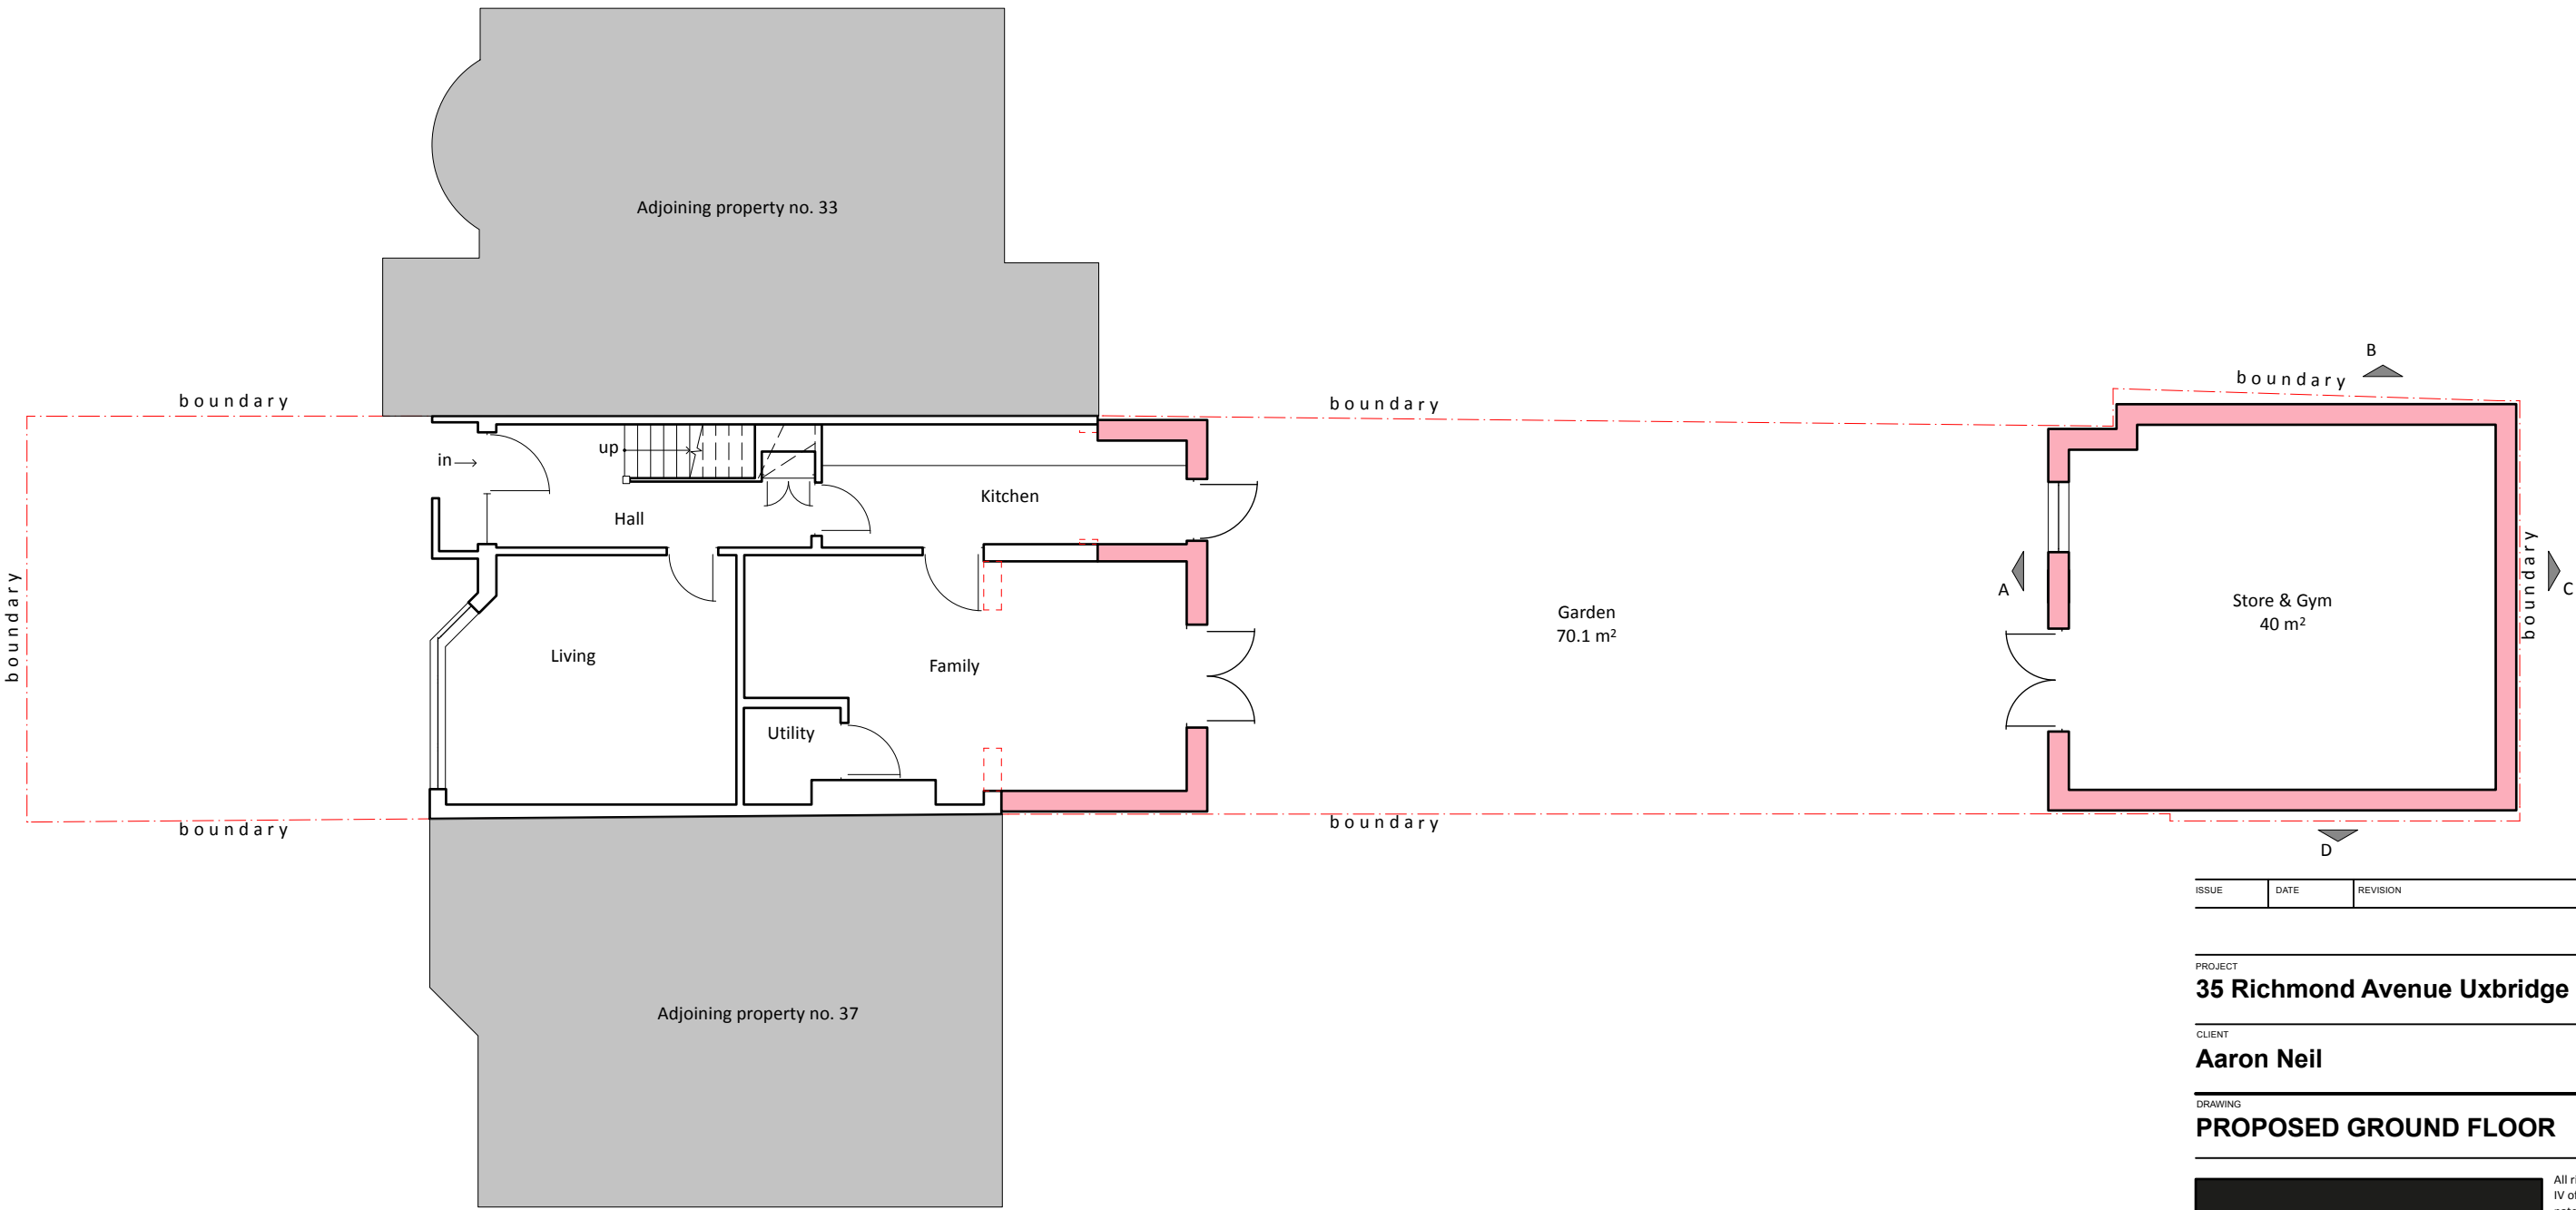 Adjoining property no. 33
boundary
boundary
boundary
B
in
up
Hall
Kitchen
boundary
Living
Family
Utility
Garden
70.1 m²
A
Store & Gym
40 m²
boundary
C
boundary
boundary
D
Adjoining property no. 37
ISSUE DATE REVISION
PROJECT
35 Richmond Avenue Uxbridge
CLIENT
Aaron Neil
DRAWING
PROPOSED GROUND FLOOR
All
IV